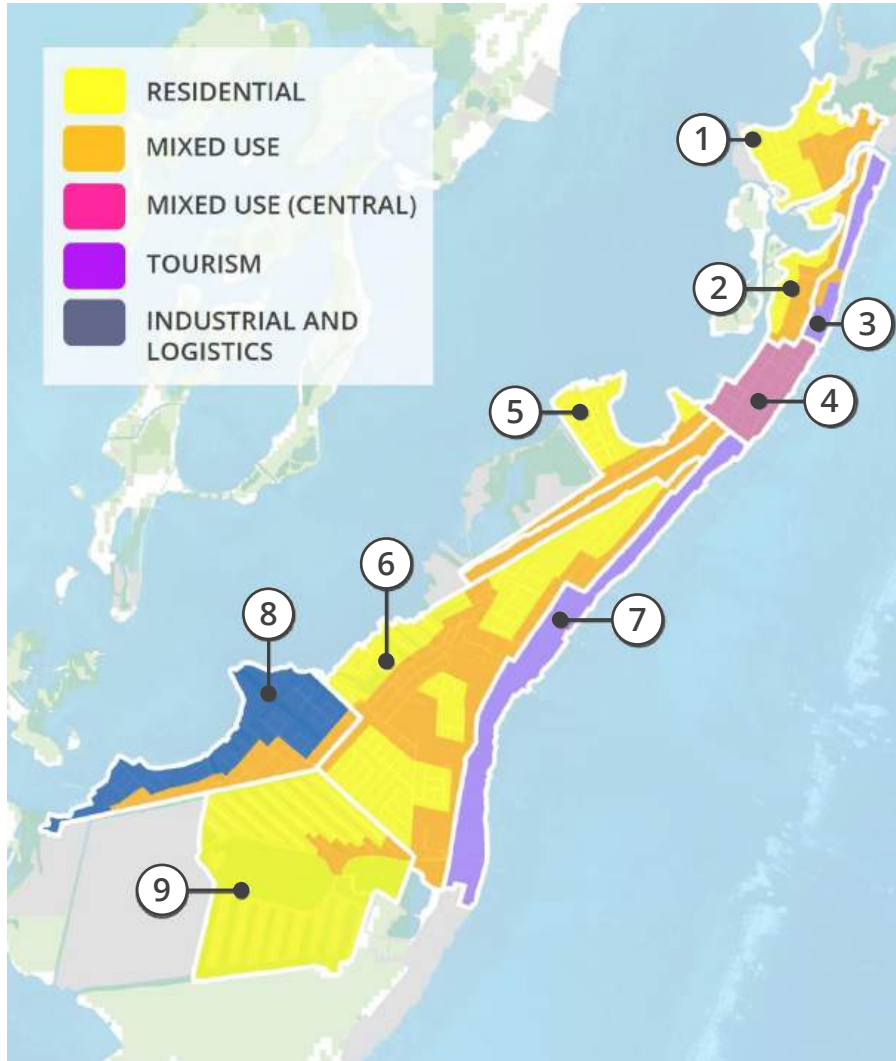 RESIDENTIAL
MIXED USE
MIXED USE (CENTRAL)
TOURISM
INDUSTRIAL AND
LOGISTICS
1
2
3
4
5
6
7
8
9